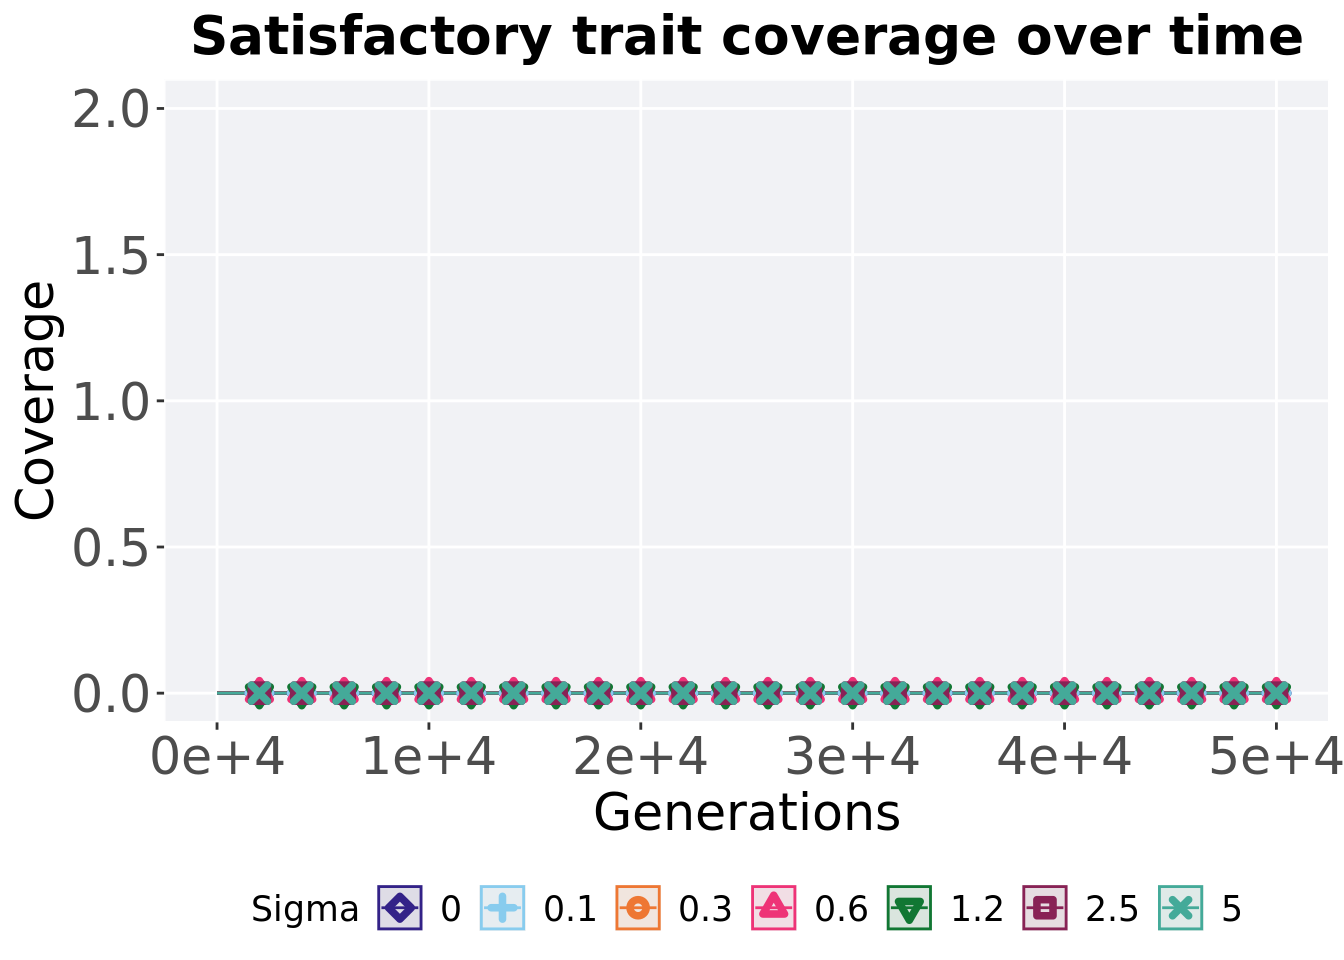 Satisfactory trait coverage over time
2.0
1.5
1.0
0.5
0.0
Coverage
0e+4 1e+4 2e+4 3e+4 4e+4 5e+4
Generations
Sigma 0 0.1 0.3 0.6 1.2 2.5 5